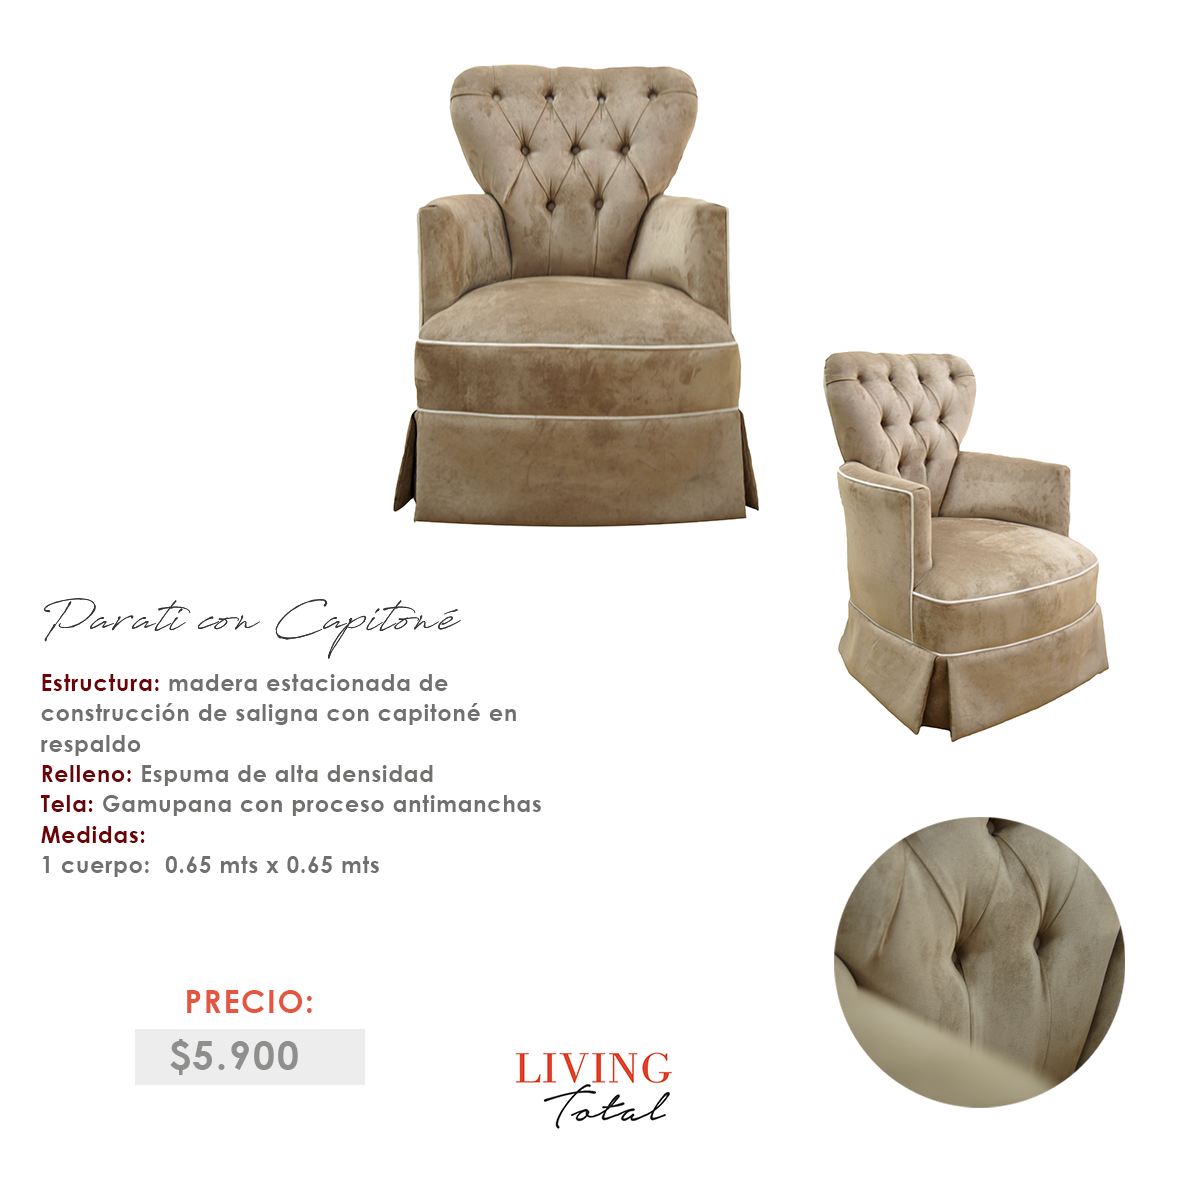 Parati con Capitoné
Estructura: madera estacionada de
construcción de saligna con capitoné en
respaldo
Relleno: Espuma de alta densidad
Tela: Gamupana con proceso antimanchas
Medidas:
1 cuerpo:  0.65 mts x 0.65 mts
PRECIO:
$5.900
LIVING
Total